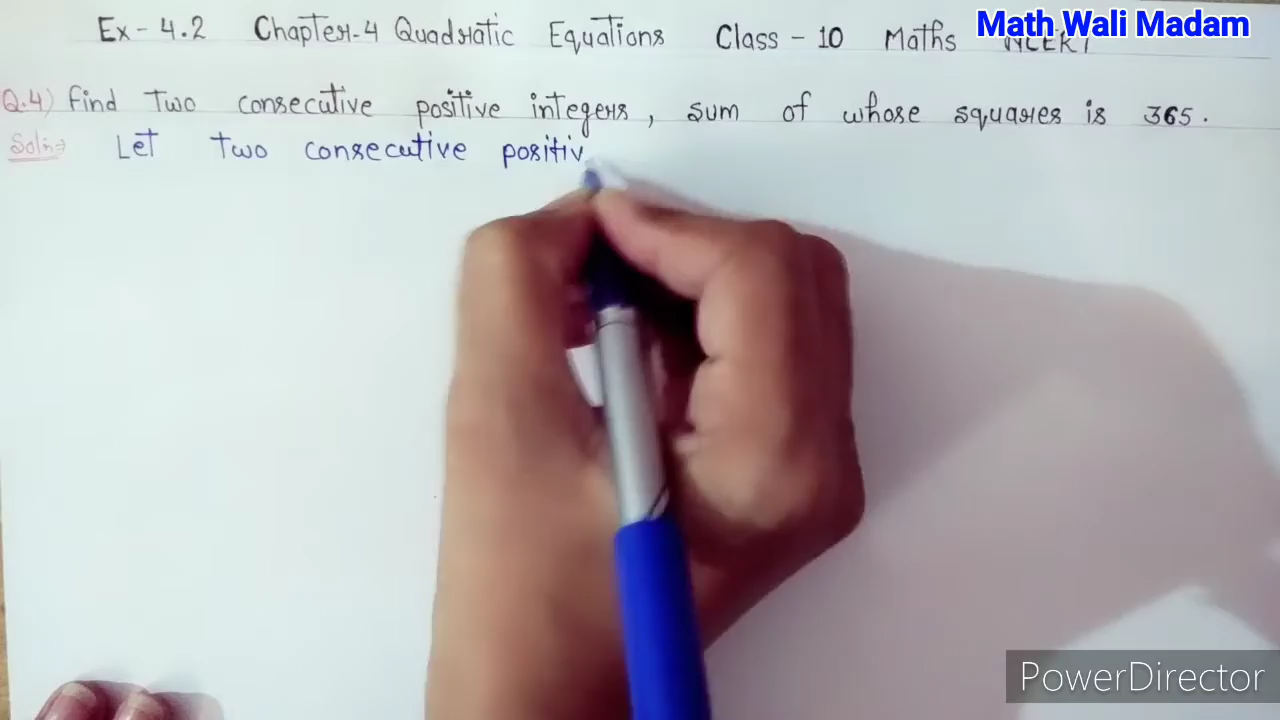 Math Wali Madam
Ex - 4.2 Chapter-4 Quadratic Equations Class - 10 Maths NCERT
Q.4) Find two consecutive positive integers, sum of whose squares is 365.
Soln⇒ Let two consecutive positiv
PowerDirector